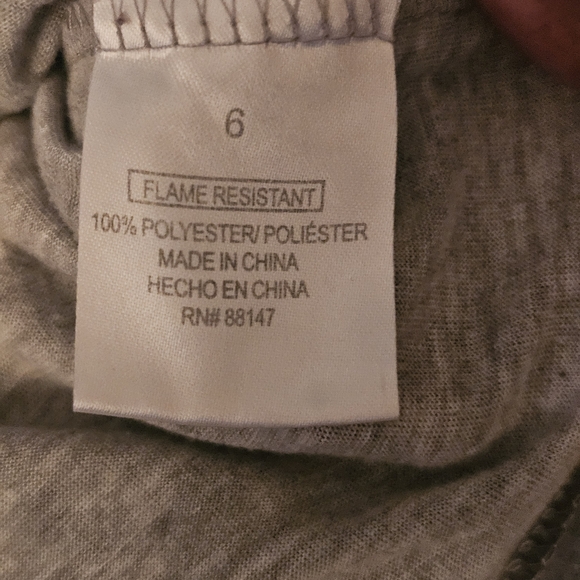 6
FLAME RESISTANT
100% POLYESTER/ POLIÉSTER
MADE IN CHINA
HECHO EN CHINA
RN# 88147